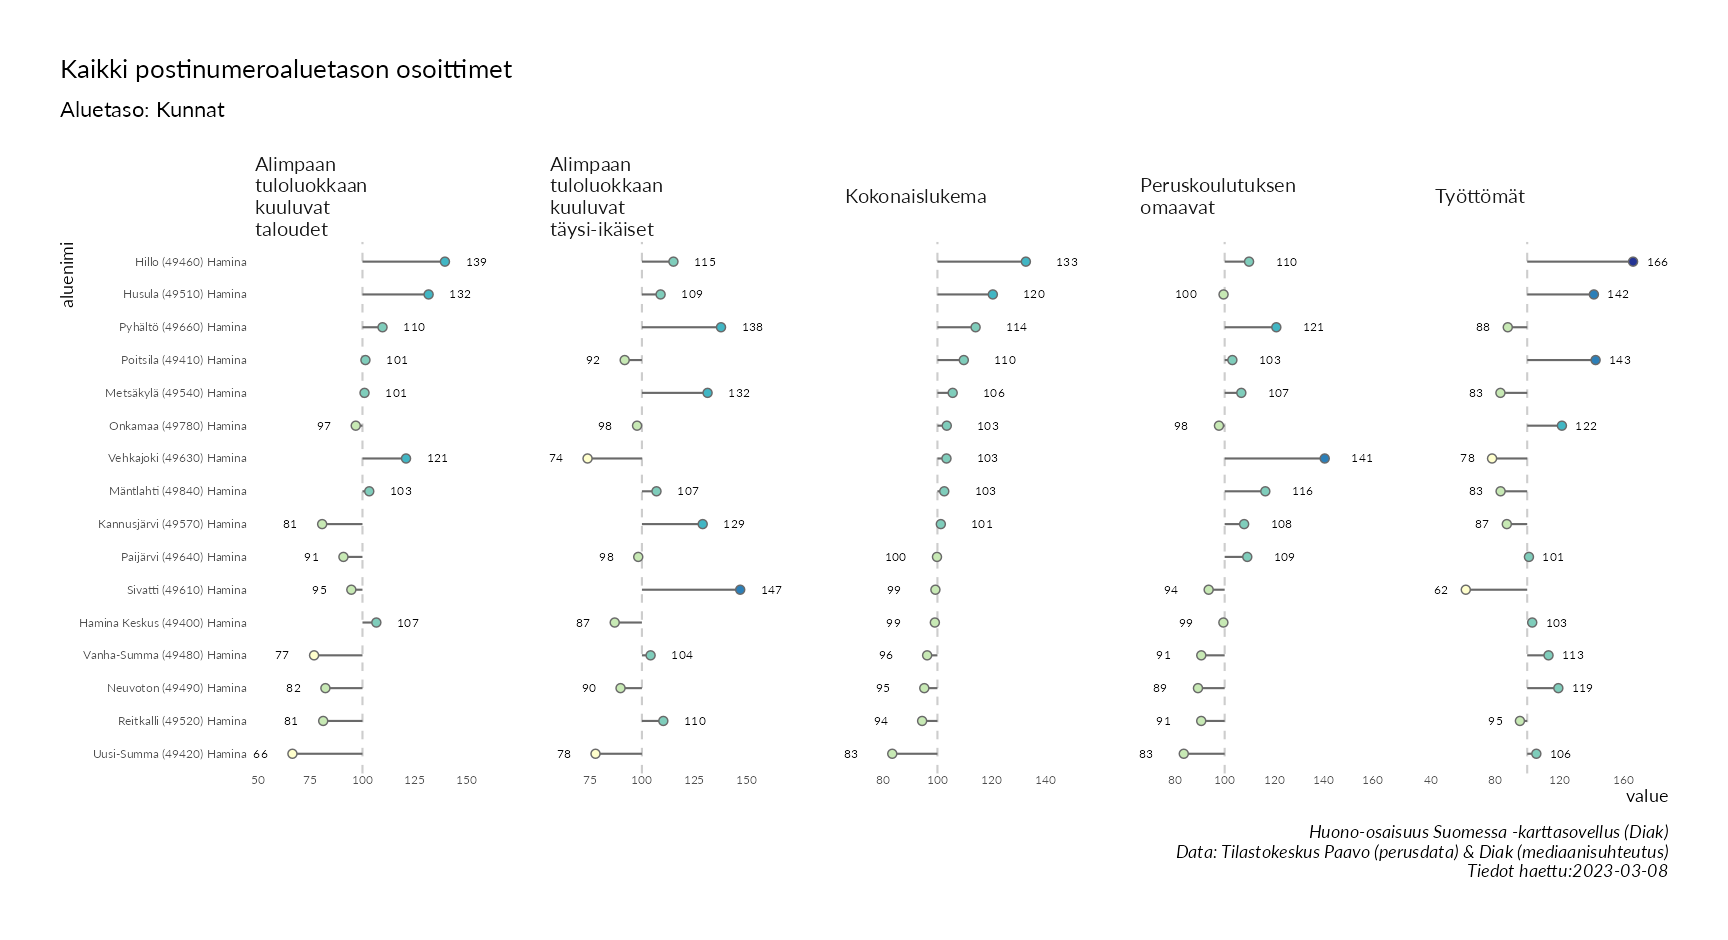 Kaikki postinumeroaluetason osoittimet
Aluetaso: Kunnat
Alimpaan
tuloluokkaan
kuuluvat
taloudet
Alimpaan
tuloluokkaan
kuuluvat
täysi-ikäiset
Kokonaislukema
Peruskoulutuksen
omaavat
Työttömät
aluenimi
Hillo (49460) Hamina 139 115 133 110 166
Husula (49510) Hamina 132 109 120 100 142
Pyhältö (49660) Hamina 110 138 114 121 88
Poitsila (49410) Hamina 101 92 110 103 143
Metsäkylä (49540) Hamina 101 132 106 107 83
Onkamaa (49780) Hamina 97 98 103 98 122
Vehkajoki (49630) Hamina 121 74 103 141 78
Mäntlahti (49840) Hamina 103 107 103 116 83
Kannusjärvi (49570) Hamina 81 129 101 108 87
Paijärvi (49640) Hamina 91 98 100 109 101
Sivatti (49610) Hamina 95 147 99 94 62
Hamina Keskus (49400) Hamina 107 87 99 99 103
Vanha-Summa (49480) Hamina 77 104 96 91 113
Neuvoton (49490) Hamina 82 90 95 89 119
Reitkalli (49520) Hamina 81 110 94 91 95
Uusi-Summa (49420) Hamina 66 78 83 83 106
50 75 100 125 150 75 100 125 150 80 100 120 140 80 100 120 140 160 40 80 120 160
value
Huono-osaisuus Suomessa -karttasovellus (Diak)
Data: Tilastokeskus Paavo (perusdata) & Diak (mediaanisuhteutus)
Tiedot haettu:2023-03-08